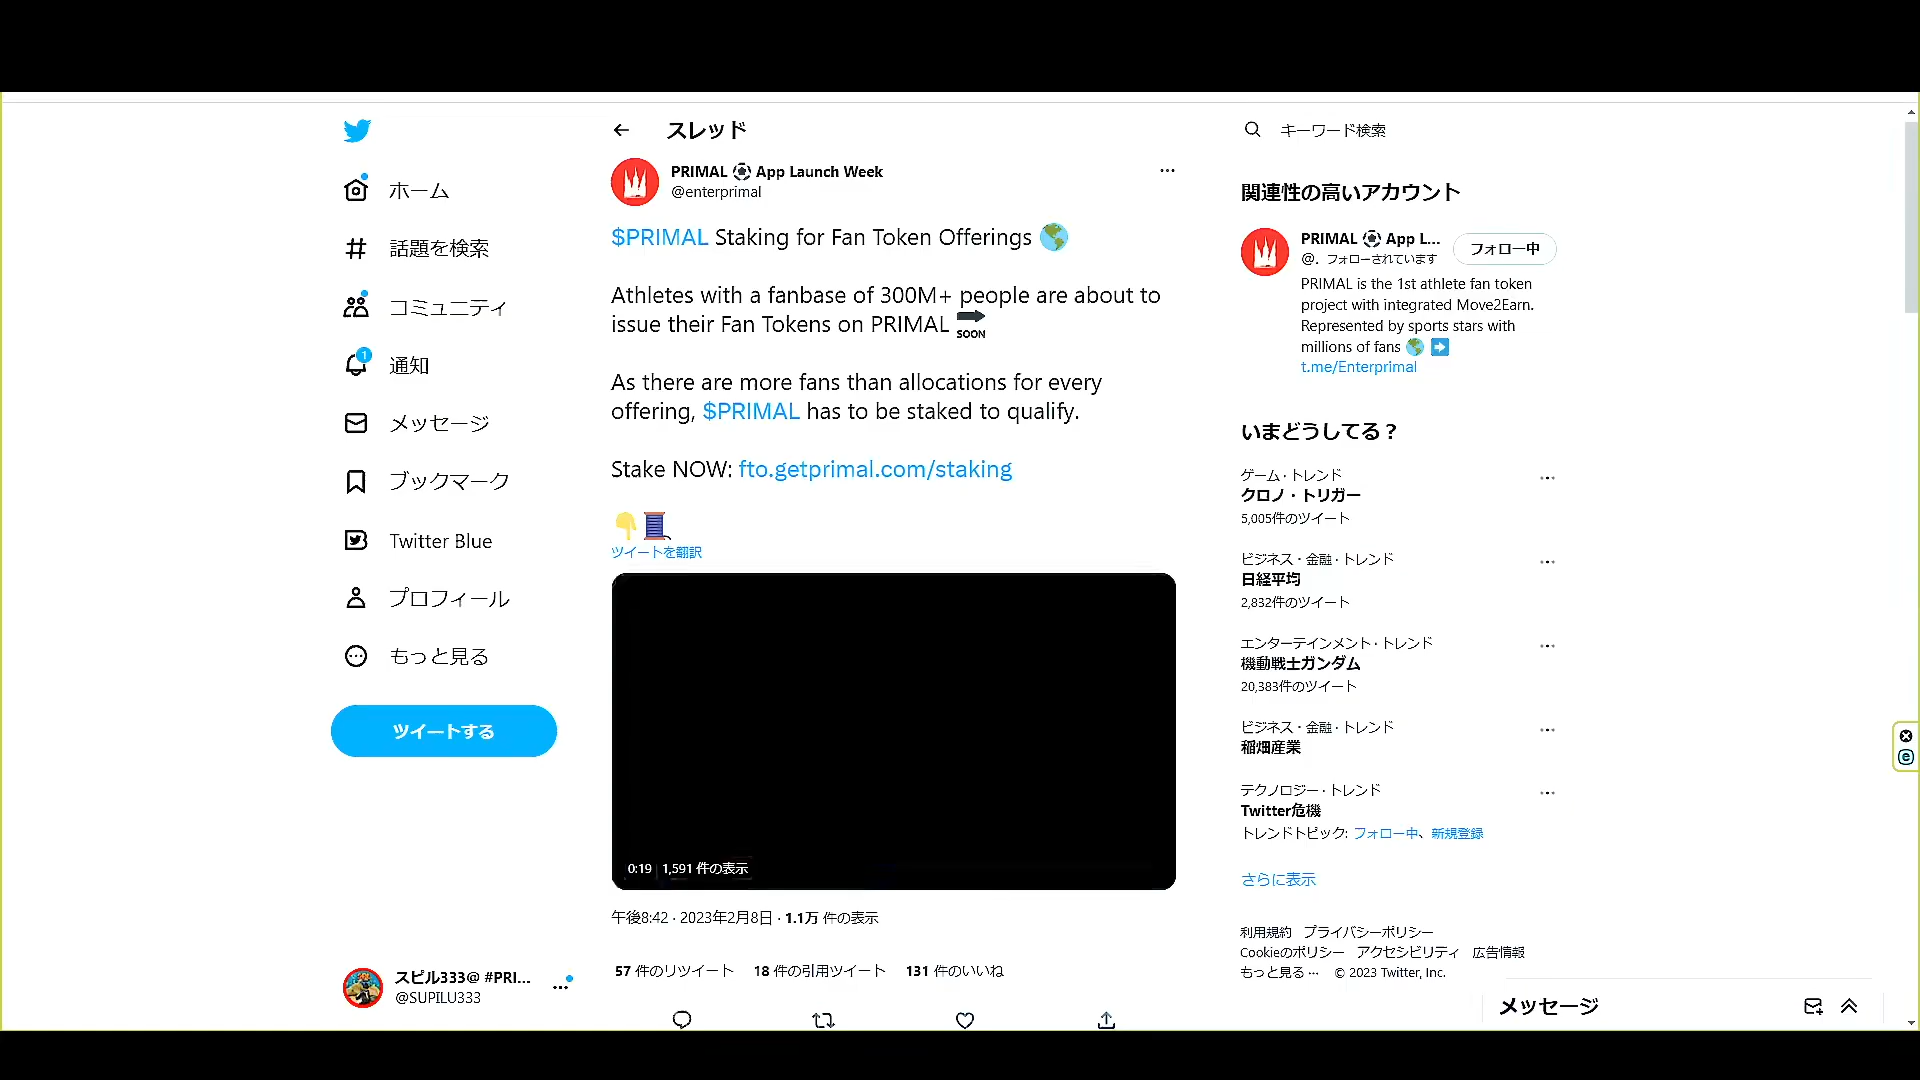 ホーム
話題を検索
コミュニティ
1
通知
メッセージ
ブックマーク
Twitter Blue
プロフィール
もっと見る
ツイートする
スピル333@ #PRI...
@SUPILU333
スレッド
PRIMAL ⚽ App Launch Week
@enterprimal
$PRIMAL Staking for Fan Token Offerings 🌎
Athletes with a fanbase of 300M+ people are about to
issue their Fan Tokens on PRIMAL 🔜
As there are more fans than allocations for every
offering, $PRIMAL has to be staked to qualify.
Stake NOW: fto.getprimal.com/staking
👇🧵
ツイートを翻訳
0:19 1,591 件の表示
午後8:42 · 2023年2月8日 · 1.1万 件の表示
57 件のリツイート 18 件の引用ツイート 131 件のいいね
キーワード検索
関連性の高いアカウント
PRIMAL ⚽ App L...
フォロー中
@. フォローされています
PRIMAL is the 1st athlete fan token
project with integrated Move2Earn.
Represented by sports stars with
millions of fans 🌎 ➡️
t.me/Enterprimal
いまどうしてる？
ゲーム · トレンド
クロノ・トリガー
5,005件のツイート
ビジネス・金融 · トレンド
日経平均
2,832件のツイート
エンターテインメント · トレンド
機動戦士ガンダム
20,383件のツイート
ビジネス・金融 · トレンド
稲畑産業
テクノロジー · トレンド
Twitter危機
トレンドトピック: フォロー中、新規登録
さらに表示
利用規約 プライバシーポリシー
Cookieのポリシー アクセシビリティ 広告情報
もっと見る ··· © 2023 Twitter, Inc.
メッセージ